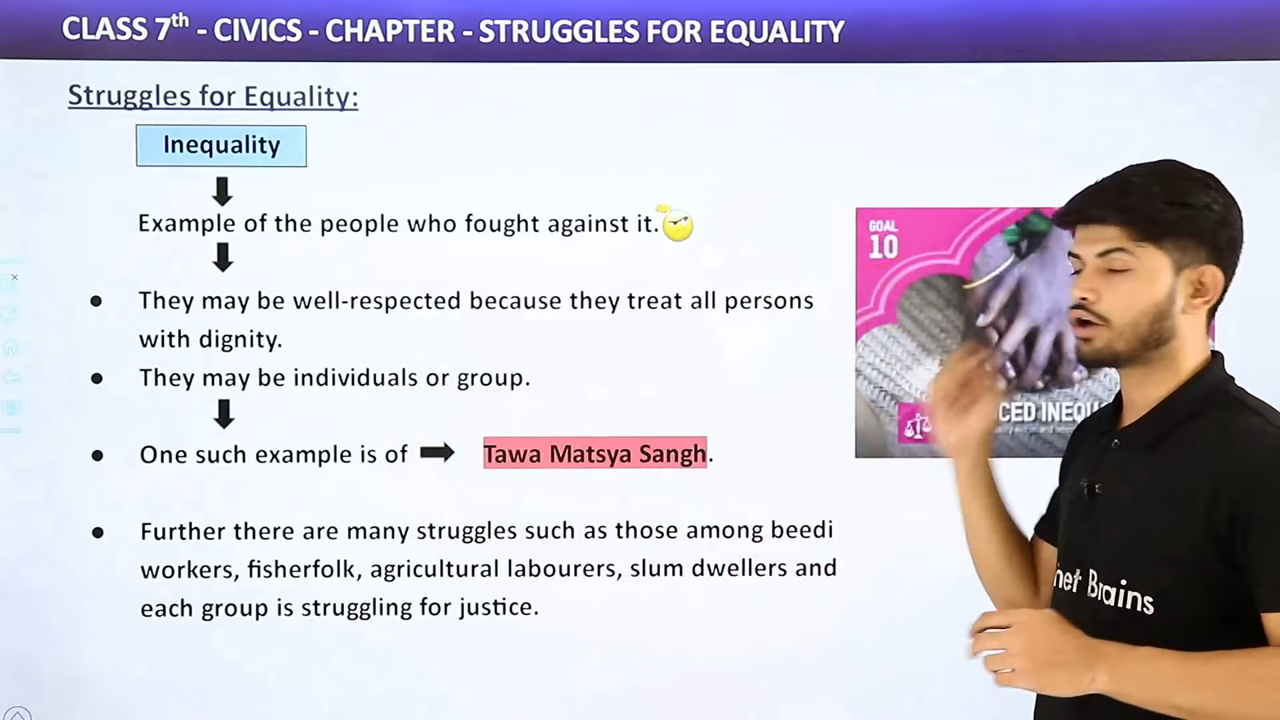 CLASS 7th - CIVICS - CHAPTER - STRUGGLES FOR EQUALITY
Struggles for Equality:
Inequality
Example of the people who fought against it.
• They may be well-respected because they treat all persons
with dignity.
• They may be individuals or group.
• One such example is of ➡ Tawa Matsya Sangh.
• Further there are many struggles such as those among beedi
workers, fisherfolk, agricultural labourers, slum dwellers and
each group is struggling for justice.
GOAL
10
Brains